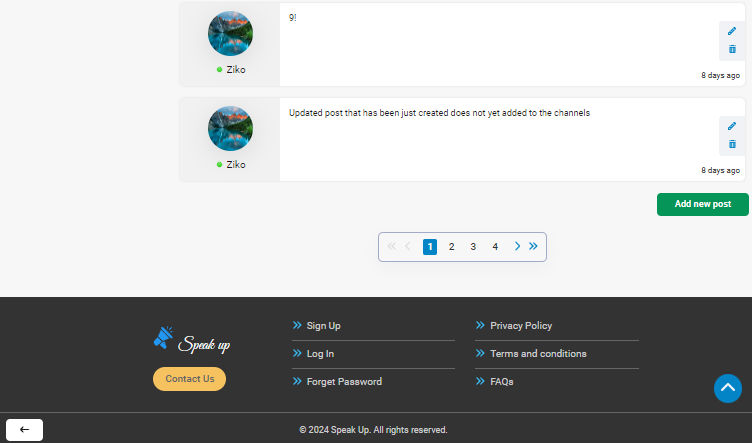 9!
Ziko
8 days ago
Updated post that has been just created does not yet added to the channels
Ziko
8 days ago
Add new post
1 2 3 4
Speak up
Contact Us
Sign Up
Log In
Forget Password
Privacy Policy
Terms and conditions
FAQs
© 2024 Speak Up. All rights reserved.